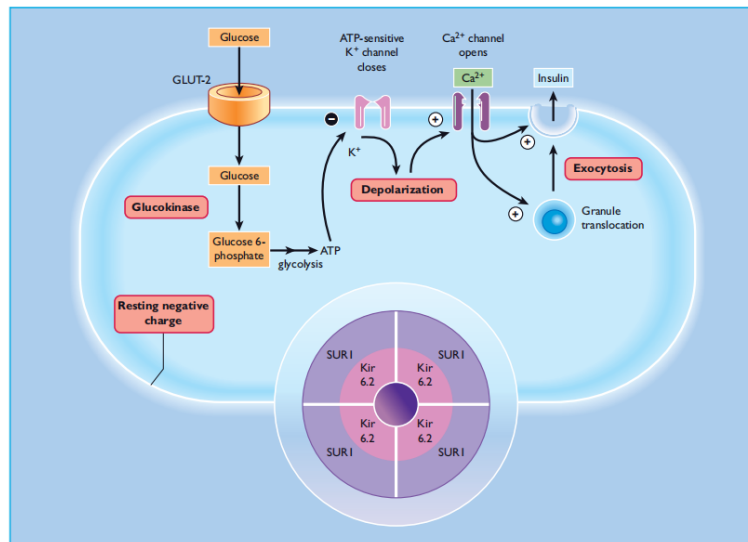 Glucose
GLUT-2
ATP-sensitive
K⁺ channel
closes
Ca²⁺ channel
opens
Ca²⁺
Insulin
−
+
+
K⁺
Glucose
Depolarization
Exocytosis
Glucokinase
+
Granule
translocation
Glucose 6-
phosphate
glycolysis
ATP
Resting negative
charge
SUR1
SUR1
Kir
6.2
Kir
6.2
Kir
6.2
Kir
6.2
SUR1
SUR1